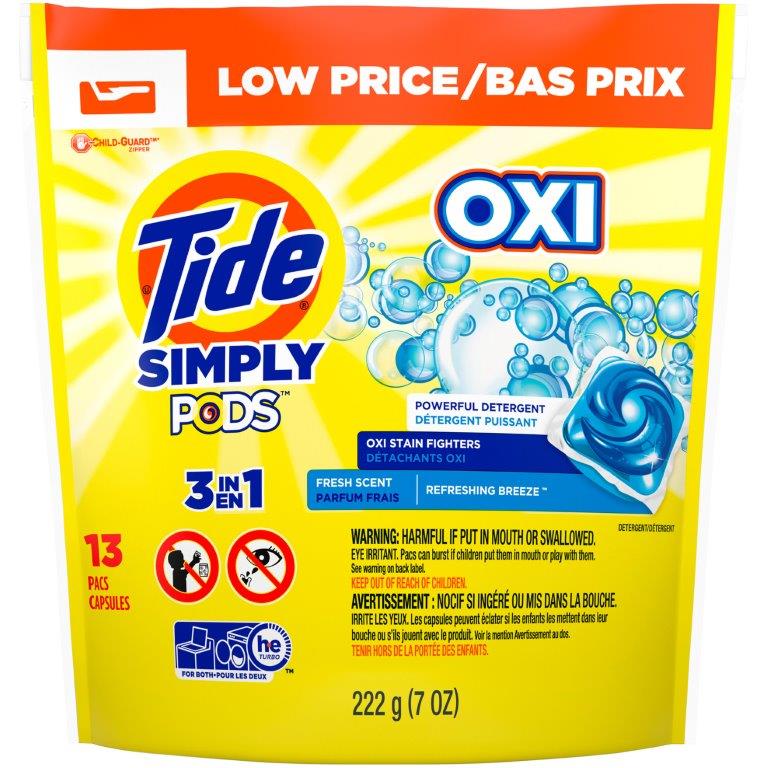 LOW PRICE/BAS PRIX
CHILD-GUARD™*
ZIPPER
Tide®
SIMPLY
PODS™
OXI
POWERFUL DETERGENT
DÉTERGENT PUISSANT
OXI STAIN FIGHTERS
DÉTACHANTS OXI
FRESH SCENT
PARFUM FRAIS
REFRESHING BREEZE™
3 IN EN 1
DETERGENT/DÉTERGENT
13
PACS
CAPSULES
WARNING: HARMFUL IF PUT IN MOUTH OR SWALLOWED.
EYE IRRITANT. Pacs can burst if children put them in mouth or play with them.
See warning on back label.
KEEP OUT OF REACH OF CHILDREN.
AVERTISSEMENT : NOCIF SI INGÉRÉ OU MIS DANS LA BOUCHE.
IRRITE LES YEUX. Les capsules peuvent éclater si les enfants les mettent dans leur
bouche ou s'ils jouent avec le produit. Voir la mention Avertissement au dos.
TENIR HORS DE LA PORTÉE DES ENFANTS.
he
TURBO
FOR BOTH•POUR LES DEUX™
222 g (7 OZ)